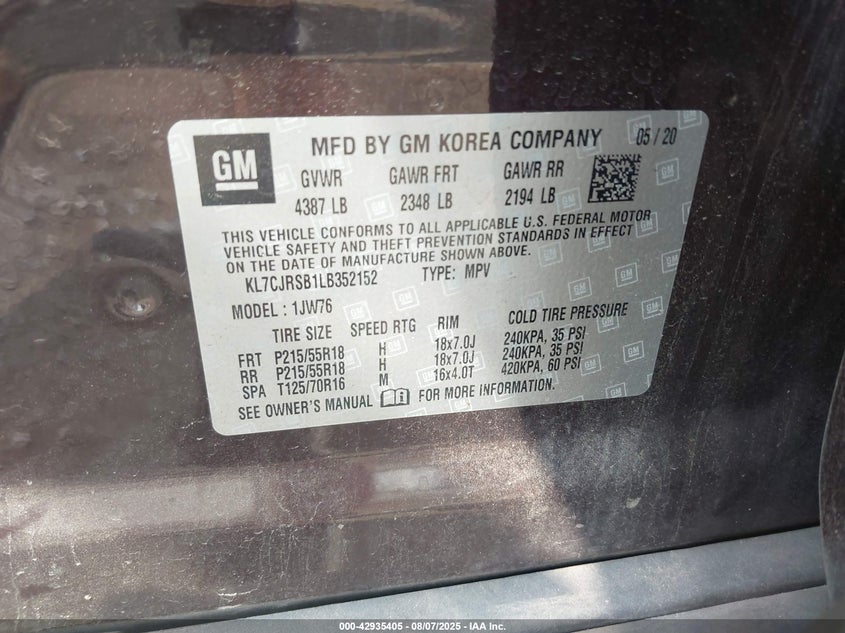 GM
MFD BY GM KOREA COMPANY 05 / 20
GVWR GAWR FRT GAWR RR
4387 LB 2348 LB 2194 LB
THIS VEHICLE CONFORMS TO ALL APPLICABLE U.S. FEDERAL MOTOR
VEHICLE SAFETY AND THEFT PREVENTION STANDARDS IN EFFECT
ON THE DATE OF MANUFACTURE SHOWN ABOVE.
KL7CJRSB1LB352152 TYPE: MPV
MODEL : 1JW76
TIRE SIZE SPEED RTG RIM COLD TIRE PRESSURE
FRT P215/55R18 H 18x7.0J 240KPA, 35 PSI
RR P215/55R18 H 18x7.0J 240KPA, 35 PSI
SPA T125/70R16 M 16x4.0T 420KPA, 60 PSI
SEE OWNER'S MANUAL FOR MORE INFORMATION.
000-42935405 - 08/07/2025 - IAA Inc.